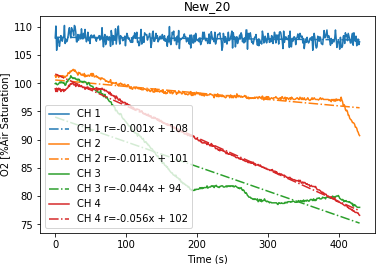 New_20
O2 [%Air Saturation]
110
105
100
95
90
85
80
75
CH 1
CH 1 r=-0.001x + 108
CH 2
CH 2 r=-0.011x + 101
CH 3
CH 3 r=-0.044x + 94
CH 4
CH 4 r=-0.056x + 102
0 100 200 300 400
Time (s)